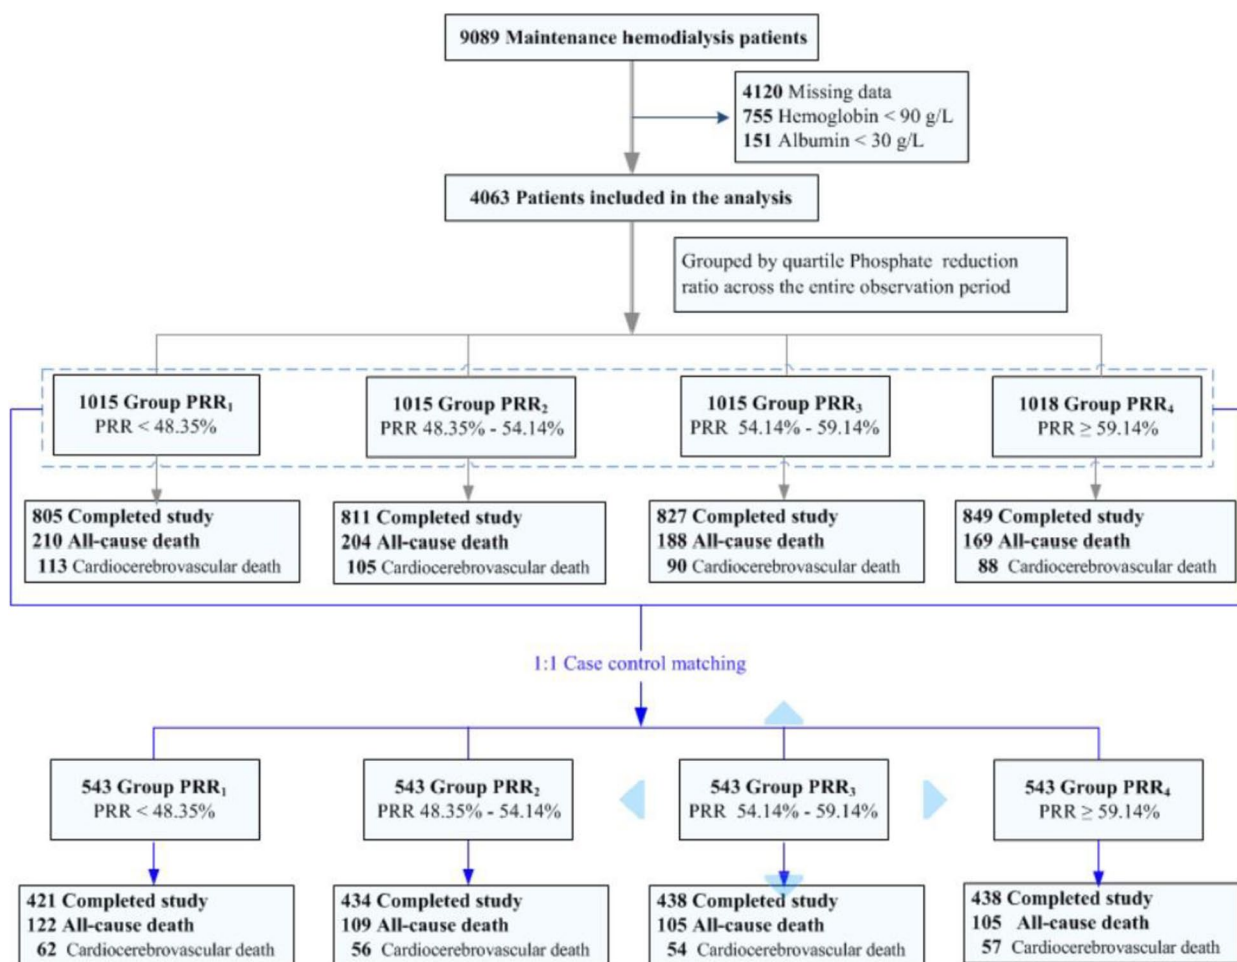 9089 Maintenance hemodialysis patients
4120 Missing data
755 Hemoglobin < 90 g/L
151 Albumin < 30 g/L
4063 Patients included in the analysis
Grouped by quartile Phosphate reduction
ratio across the entire observation period
1015 Group PRR₁
PRR < 48.35%
1015 Group PRR₂
PRR 48.35% - 54.14%
1015 Group PRR₃
PRR 54.14% - 59.14%
1018 Group PRR₄
PRR ≥ 59.14%
805 Completed study
210 All-cause death
113 Cardiocerebrovascular death
811 Completed study
204 All-cause death
105 Cardiocerebrovascular death
827 Completed study
188 All-cause death
90 Cardiocerebrovascular death
849 Completed study
169 All-cause death
88 Cardiocerebrovascular death
1:1 Case control matching
543 Group PRR₁
PRR < 48.35%
543 Group PRR₂
PRR 48.35% - 54.14%
543 Group PRR₃
PRR 54.14% - 59.14%
543 Group PRR₄
PRR ≥ 59.14%
421 Completed study
122 All-cause death
62 Cardiocerebrovascular death
434 Completed study
109 All-cause death
56 Cardiocerebrovascular death
438 Completed study
105 All-cause death
54 Cardiocerebrovascular death
438 Completed study
105 All-cause death
57 Cardiocerebrovascular death